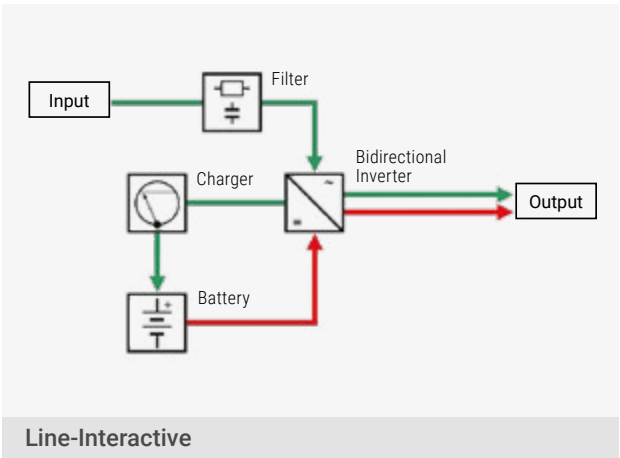 Filter
Input
Bidirectional
Inverter
Charger
Output
Battery
Line-Interactive